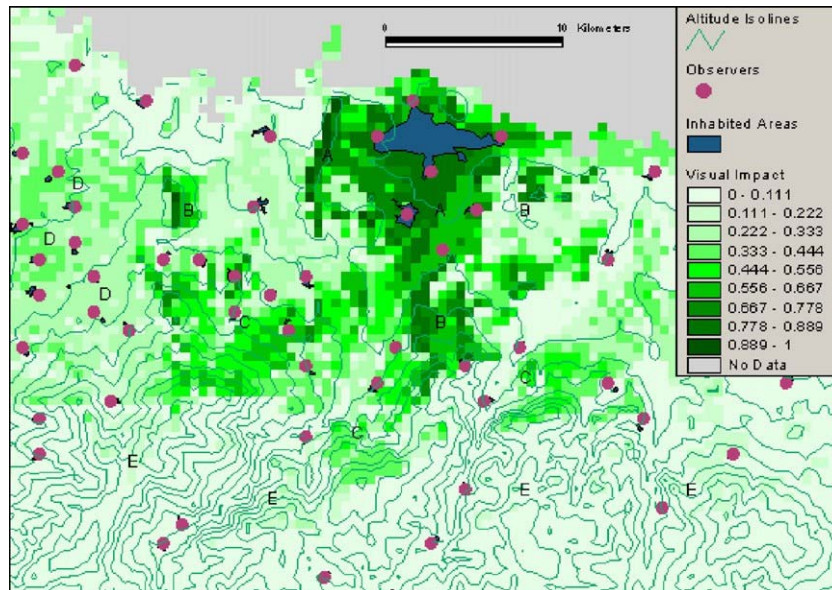 0 10 Kilometers
Altitude Isolines
Observers
Inhabited Areas
Visual Impact
0 - 0.111
0.111 - 0.222
0.222 - 0.333
0.333 - 0.444
0.444 - 0.556
0.556 - 0.667
0.667 - 0.778
0.778 - 0.889
0.889 - 1
No Data
A
D
B
A
B
D
D
C
B
C
C
E
E
E
E